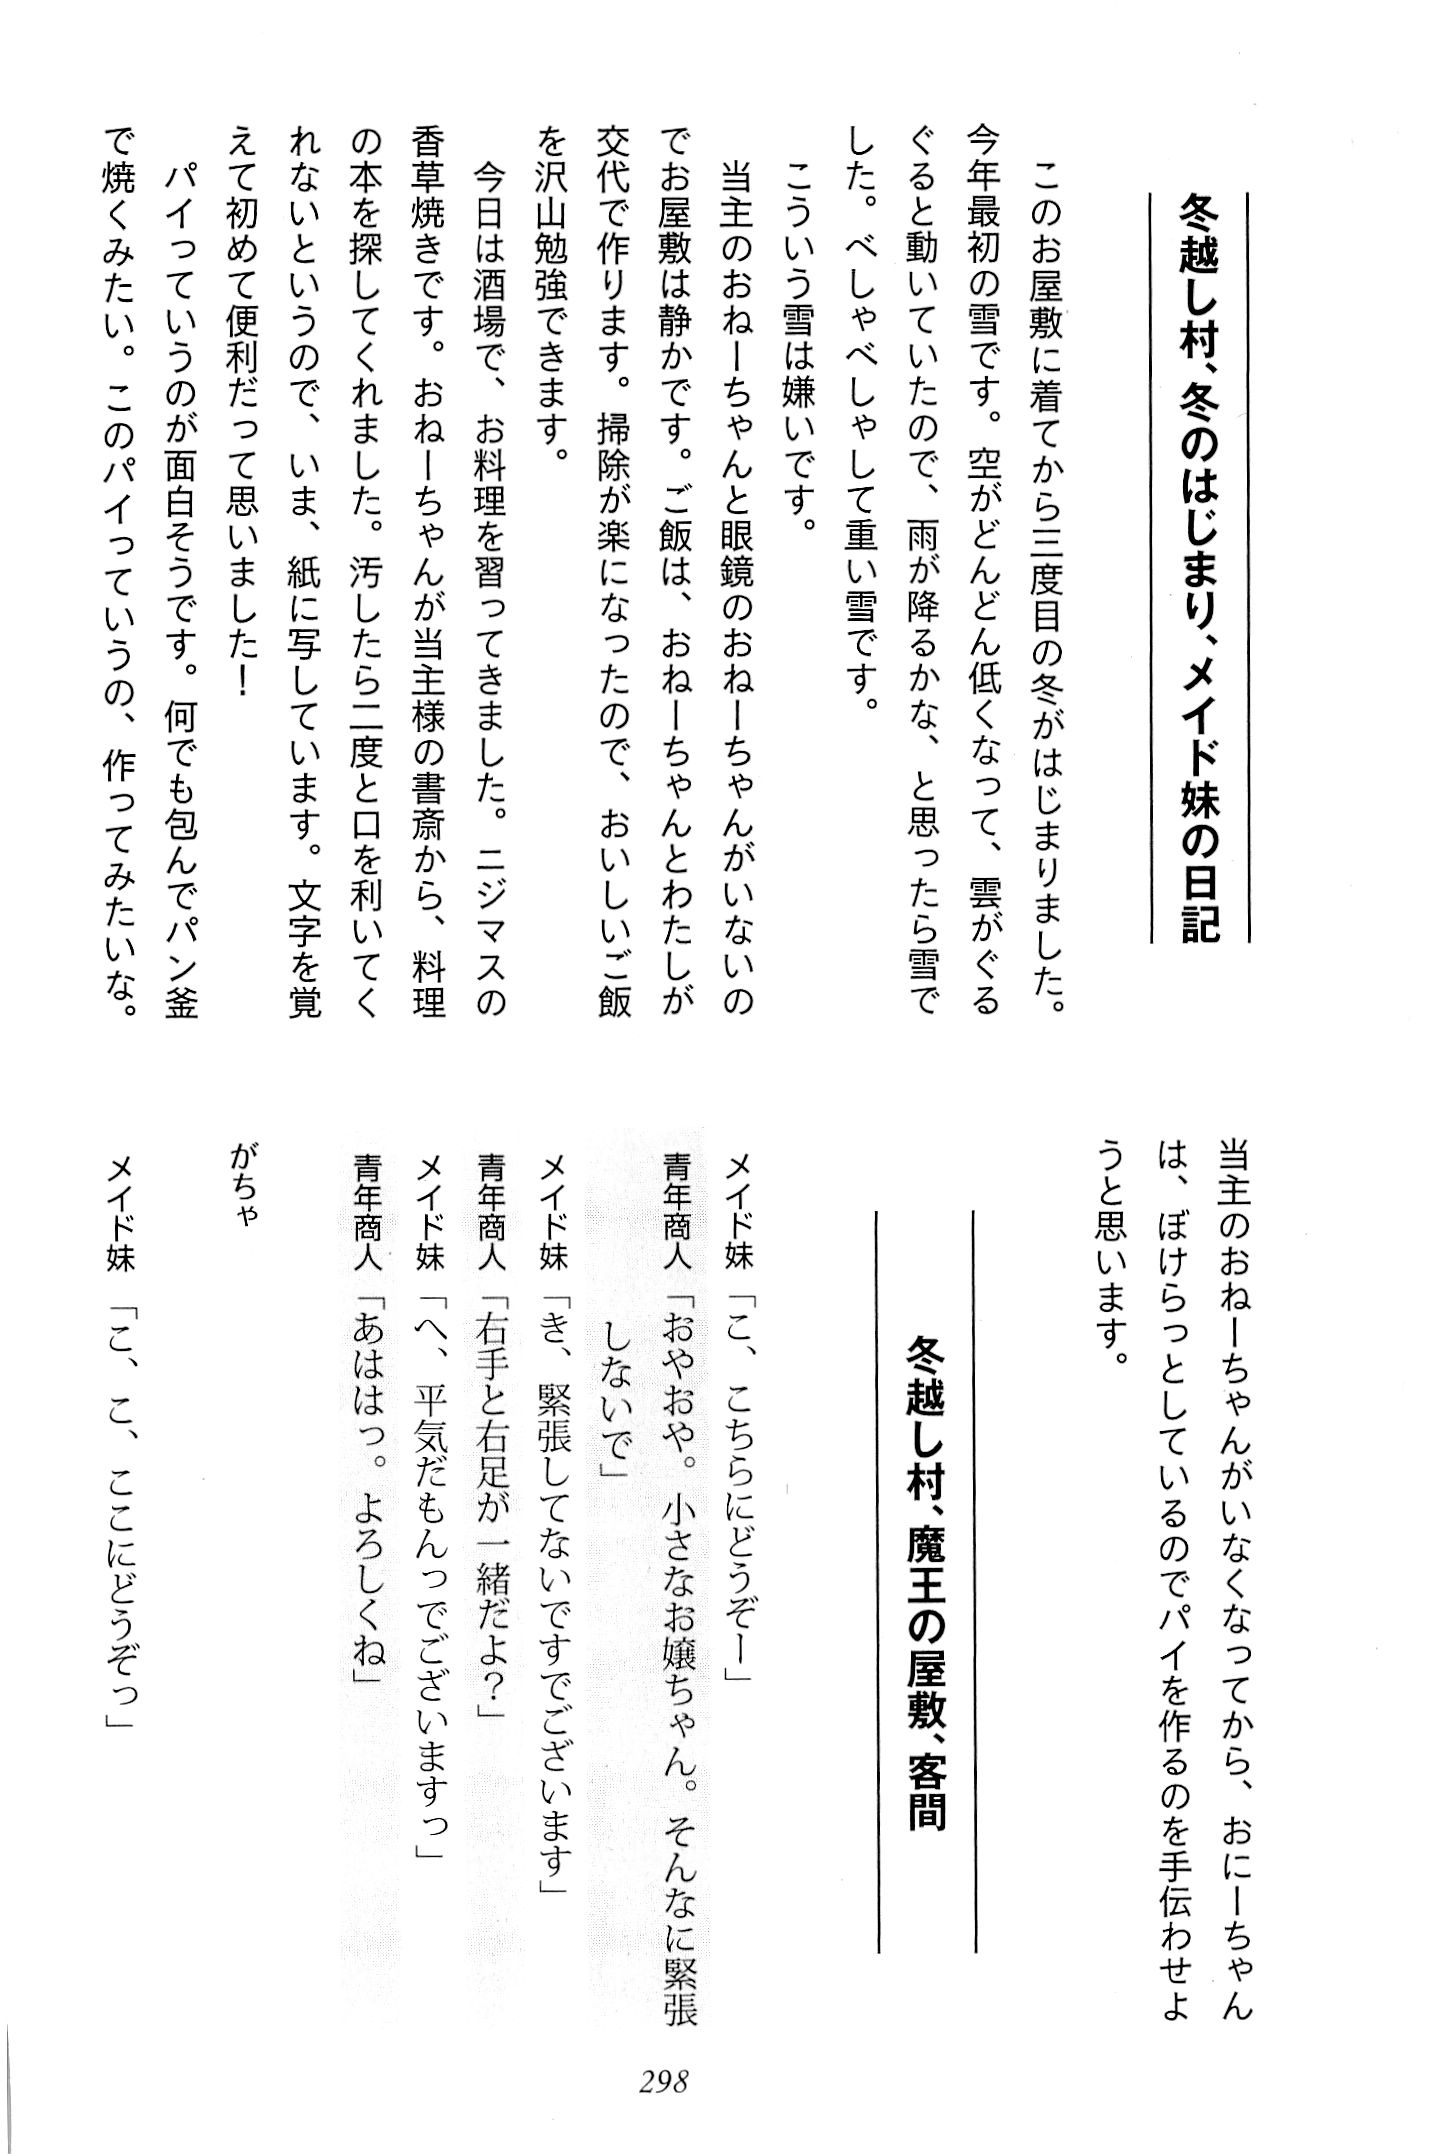 冬越し村、冬のはじまり、メイド妹の日記
このお屋敷に着てから三度目の冬がはじまりました。
今年最初の雪です。空がどんどん低くなって、雲がぐる
ぐると動いていたので、雨が降るかな、と思ったら雪で
した。べしゃべしゃして重い雪です。
こういう雪は嫌いです。
当主のおねーちゃんと眼鏡のおねーちゃんがいないの
でお屋敷は静かです。ご飯は、おねーちゃんとわたしが
交代で作ります。掃除が楽になったので、おいしいご飯
を沢山勉強できます。
今日は酒場で、お料理を習ってきました。ニジマスの
香草焼きです。おねーちゃんが当主様の書斎から、料理
の本を探してくれました。汚したら二度と口を利いてく
れないというので、いま、紙に写しています。文字を覚
えて初めて便利だって思いました！
パイっていうのが面白そうです。何でも包んでパン釜
で焼くみたい。このパイっていうの、作ってみたいな。
当主のおねーちゃんがいなくなってから、おにーちゃん
は、ぼけらっとしているのでパイを作るのを手伝わせよ
うと思います。
冬越し村、魔王の屋敷、客間
メイド妹「こ、こちらにどうぞー」
青年商人「おやおや。小さなお嬢ちゃん。そんなに緊張
しないで」
メイド妹「き、緊張してないですでございます」
青年商人「右手と右足が一緒だよ？」
メイド妹「へ、平気だもんっでございますっ」
青年商人「あははっ。よろしくね」
がちゃ
メイド妹「こ、こ、ここにどうぞっ」
298